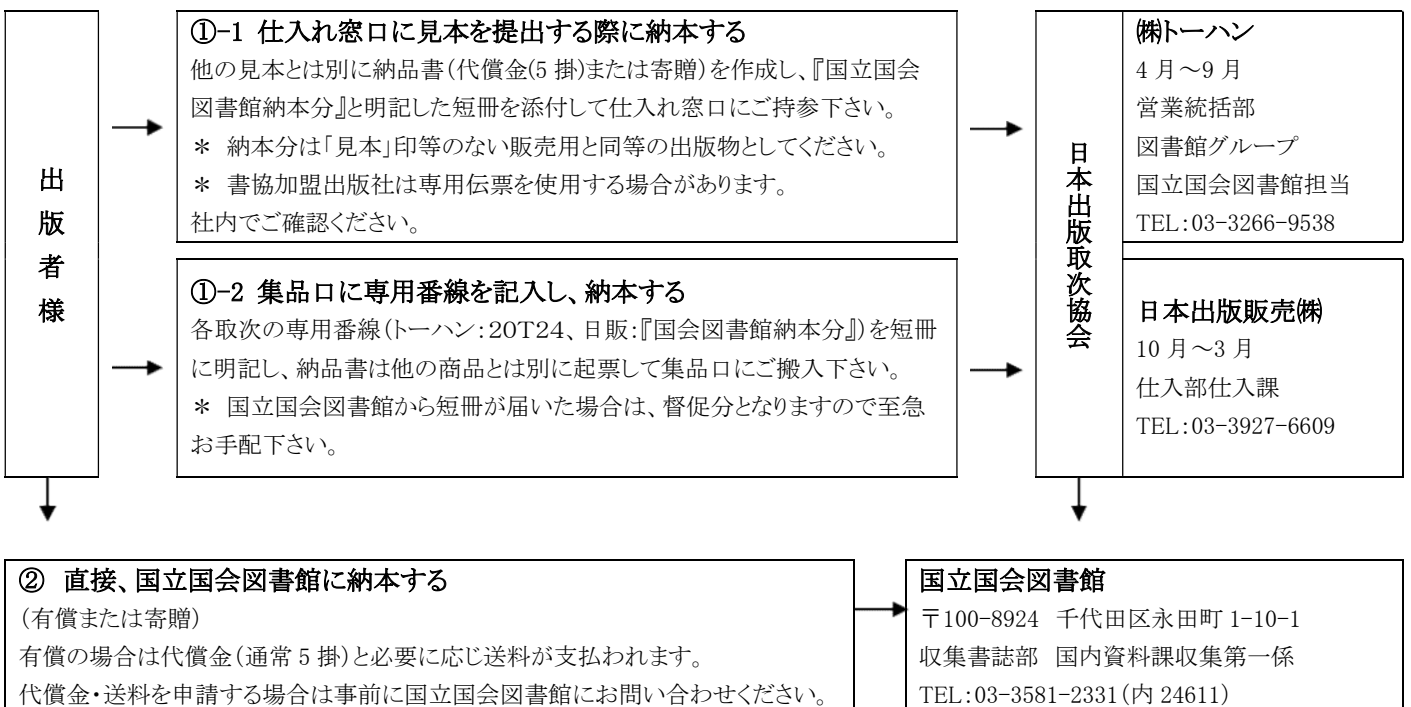 出版者様
①-1 仕入れ窓口に見本を提出する際に納本する
他の見本とは別に納品書(代償金(5 掛)または寄贈)を作成し、『国立国会
図書館納本分』と明記した短冊を添付して仕入れ窓口にご持参下さい。
＊ 納本分は「見本」印等のない販売用と同等の出版物としてください。
＊ 書協加盟出版社は専用伝票を使用する場合があります。
社内でご確認ください。
①-2 集品口に専用番線を記入し、納本する
各取次の専用番線(トーハン:20T24、日販:『国会図書館納本分』)を短冊
に明記し、納品書は他の商品とは別に起票して集品口にご搬入下さい。
＊ 国立国会図書館から短冊が届いた場合は、督促分となりますので至急
お手配下さい。
日本出版取次協会
㈱トーハン
4 月～9 月
営業統括部
図書館グループ
国立国会図書館担当
TEL:03-3266-9538
日本出版販売㈱
10 月～3 月
仕入部仕入課
TEL:03-3927-6609
② 直接、国立国会図書館に納本する
(有償または寄贈)
有償の場合は代償金(通常 5 掛)と必要に応じ送料が支払われます。
代償金・送料を申請する場合は事前に国立国会図書館にお問い合わせください。
国立国会図書館
〒100-8924 千代田区永田町 1-10-1
収集書誌部 国内資料課収集第一係
TEL:03-3581-2331(内 24611)